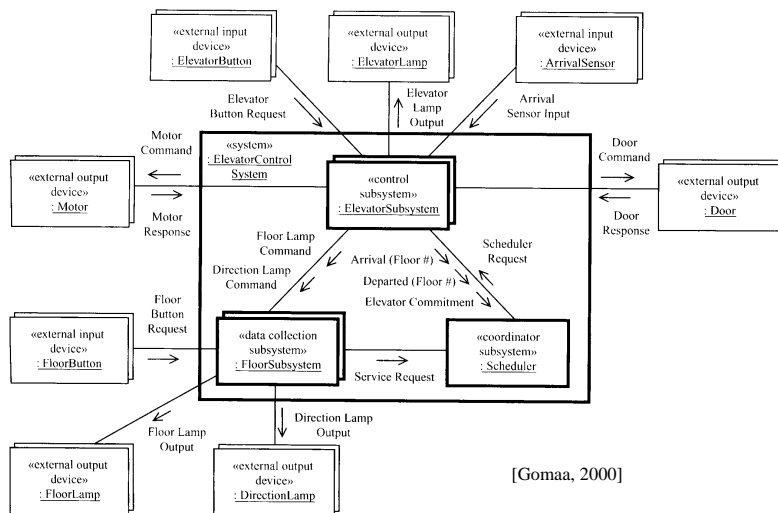 «external input
device»
: ElevatorButton
«external output
device»
: ElevatorLamp
«external input
device»
: ArrivalSensor
Elevator
Button Request
Elevator
Lamp
Output
Arrival
Sensor Input
Motor
Command
«system»
: ElevatorControl
System
Door
Command
«external output
device»
: Motor
«control
subsystem»
: ElevatorSubsystem
«external output
device»
: Door
Motor
Response
Door
Response
Floor Lamp
Command
Arrival (Floor #)
Scheduler
Request
Direction Lamp
Command
Departed (Floor #)
Elevator Commitment
Floor
Button
Request
«external input
device»
: FloorButton
«data collection
subsystem»
: FloorSubsystem
«coordinator
subsystem»
: Scheduler
Service Request
Floor Lamp
Output
Direction Lamp
Output
«external output
device»
: FloorLamp
«external output
device»
: DirectionLamp
[Gomaa, 2000]